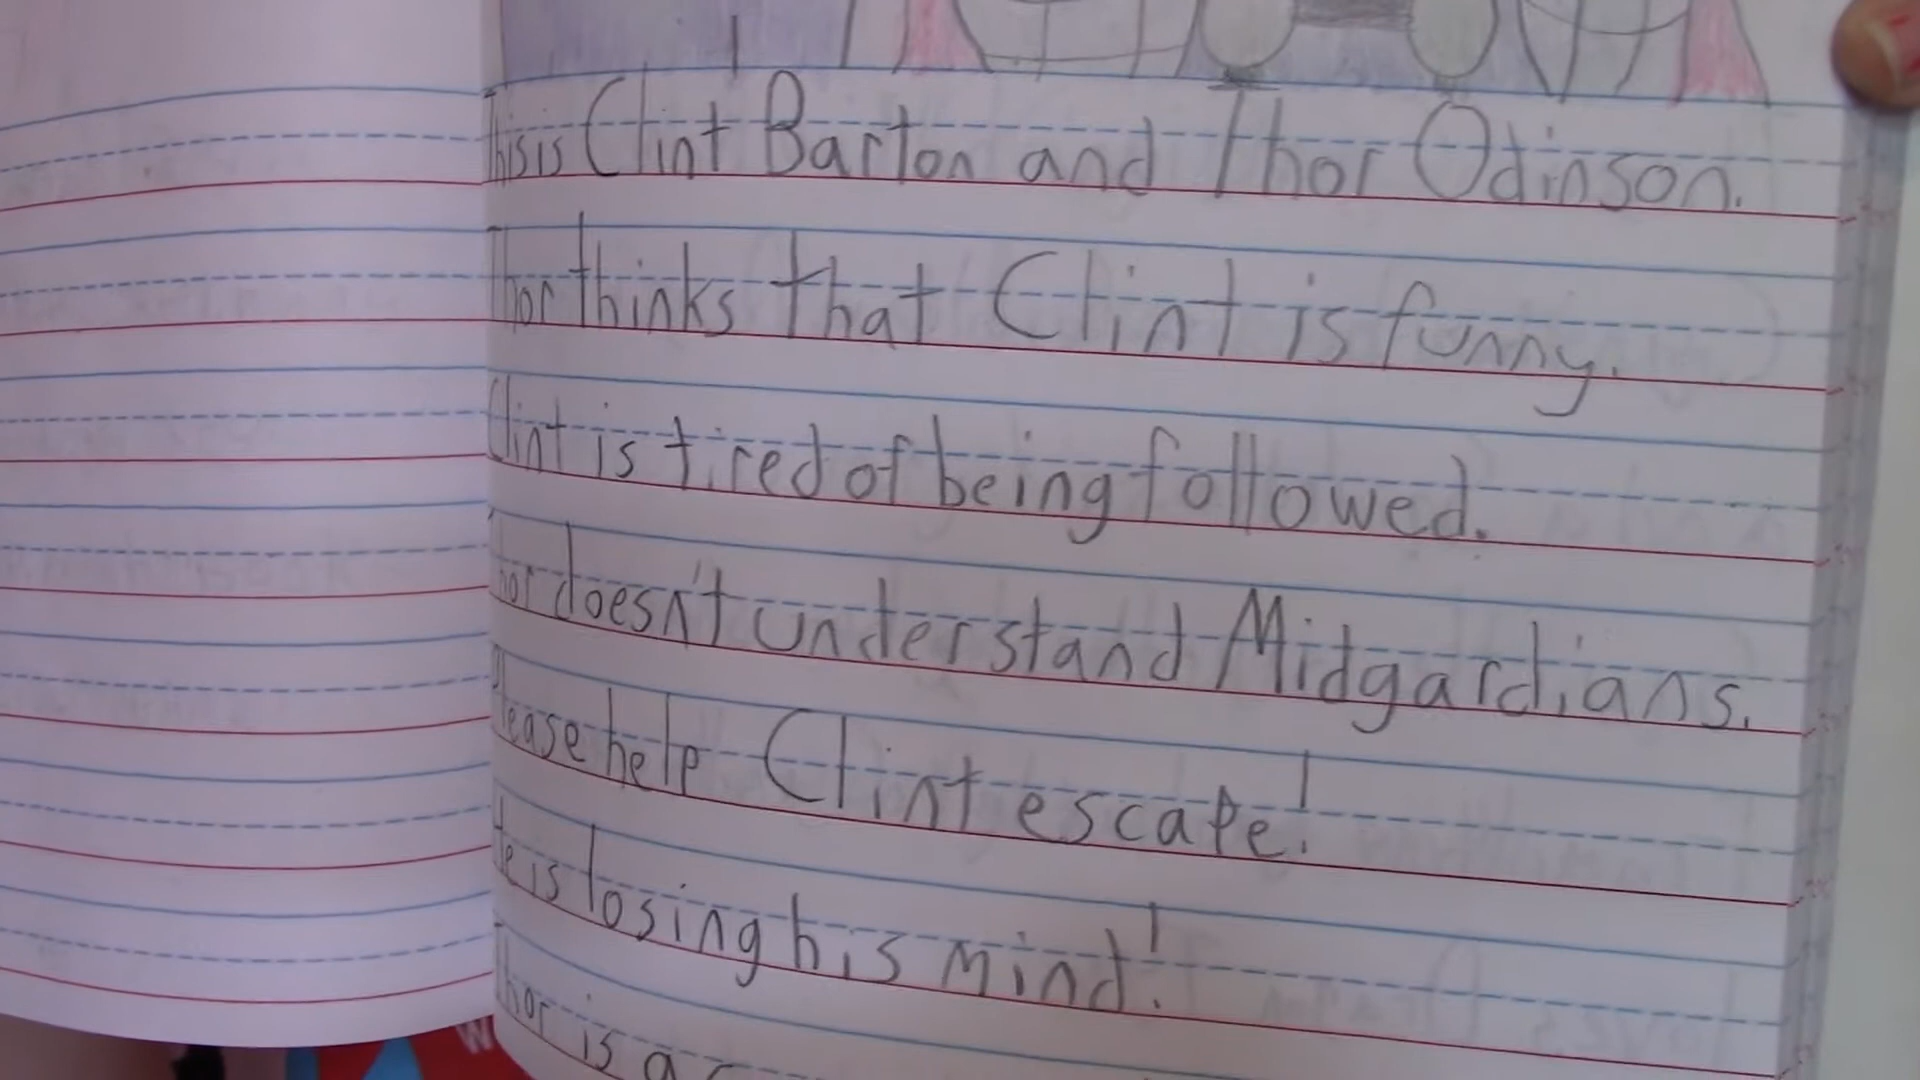 This is Clint Barton and Thor Odinson.
Thor thinks that Clint is funny.
Clint is tired of being followed.
Thor doesn't understand Midgardians.
Please help Clint escape!
He is losing his mind!
Thor is a
W